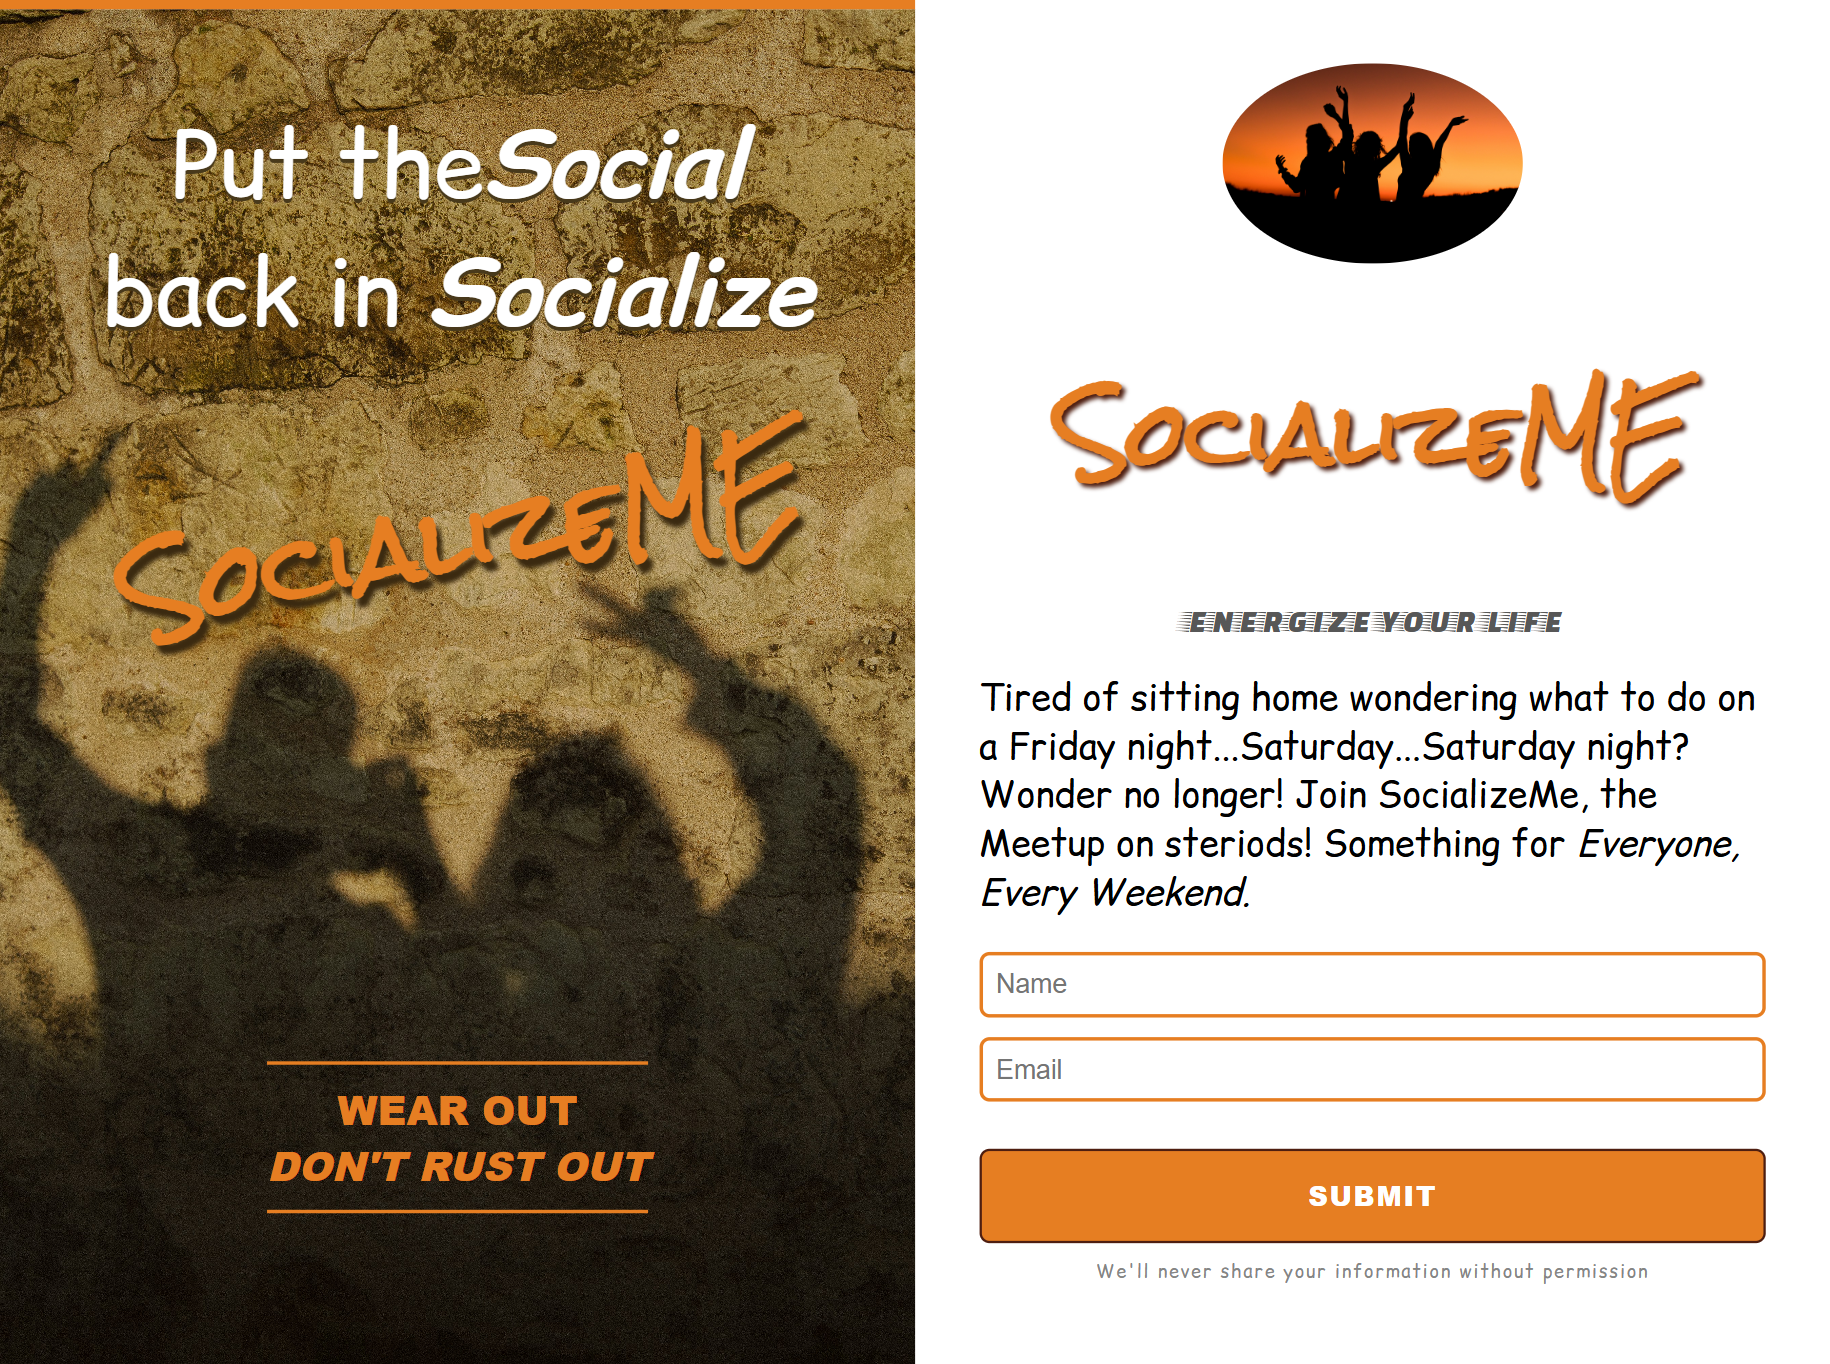 Put theSocial
back in Socialize
SocializeME
WEAR OUT
DON'T RUST OUT
SocializeME
ENERGIZE YOUR LIFE
Tired of sitting home wondering what to do on
a Friday night...Saturday...Saturday night?
Wonder no longer! Join SocializeMe, the
Meetup on steriods! Something for Everyone,
Every Weekend.
Name
Email
SUBMIT
We'll never share your information without permission